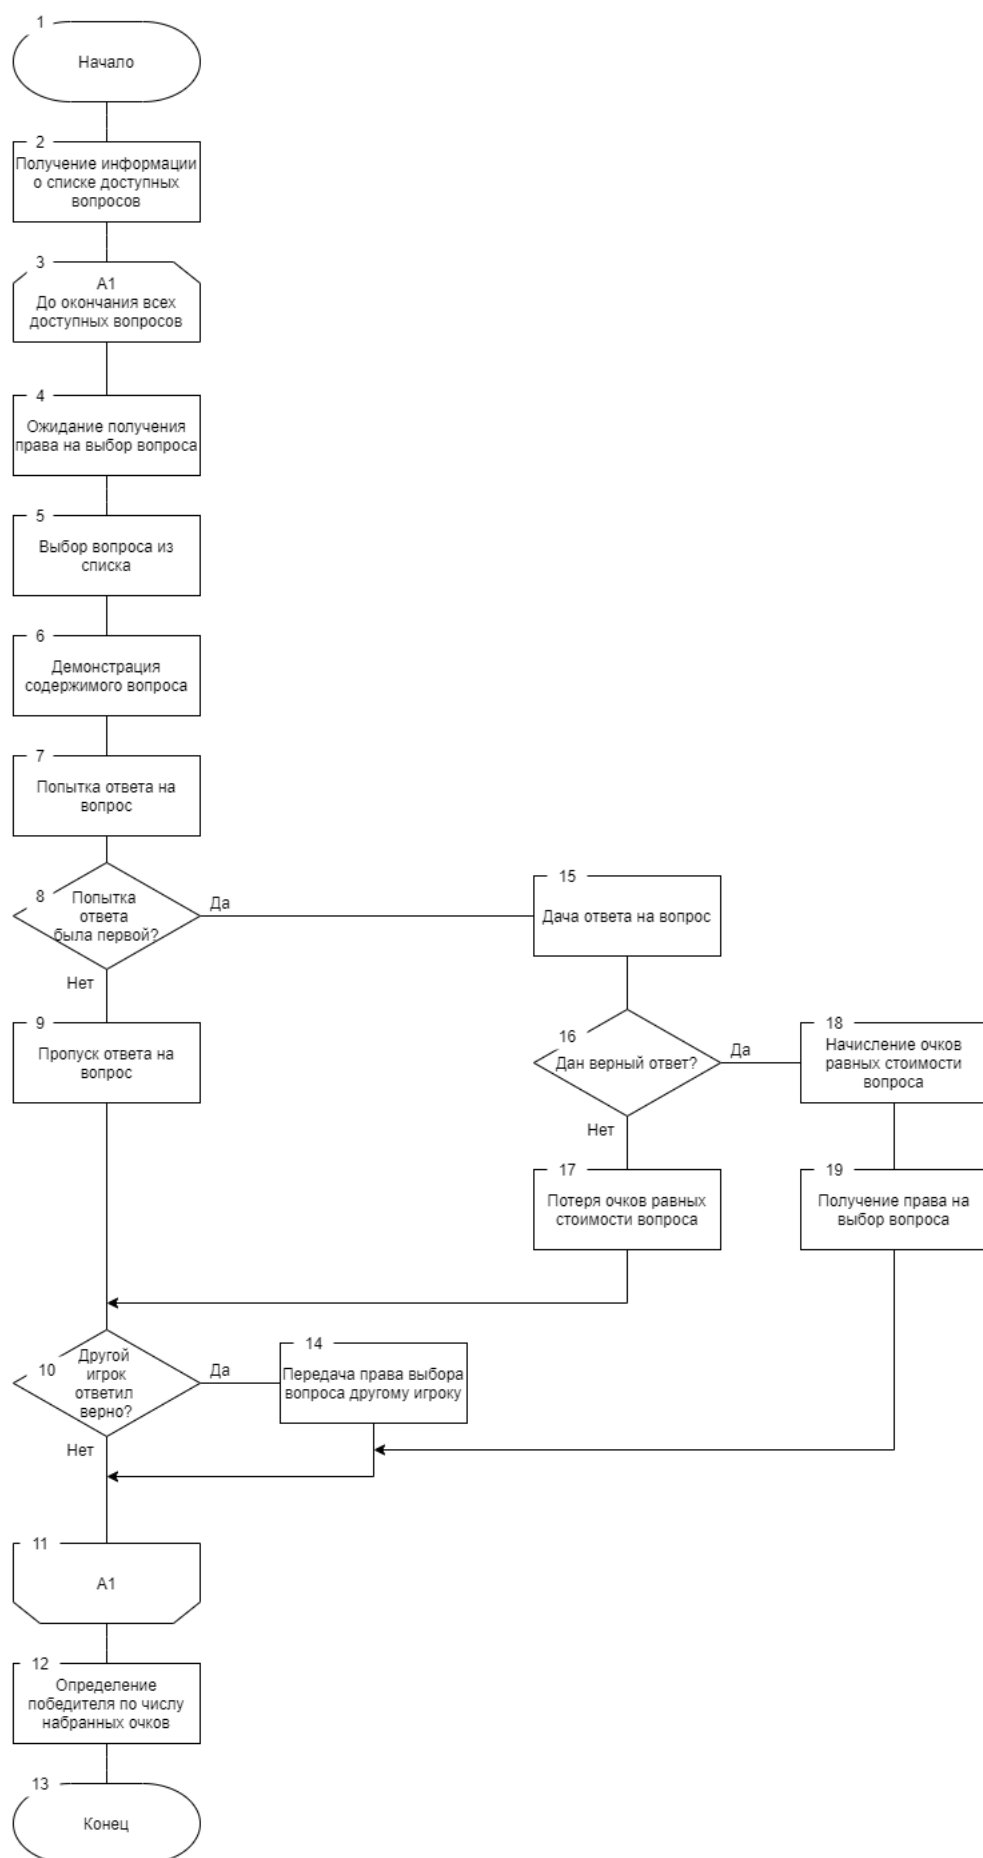 1
Начало
2
Получение информации
о списке доступных
вопросов
3
А1
До окончания всех
доступных вопросов
4
Ожидание получения
права на выбор вопроса
5
Выбор вопроса из
списка
6
Демонстрация
содержимого вопроса
7
Попытка ответа на
вопрос
8
Попытка
ответа
была первой?
Да
Нет
9
Пропуск ответа на
вопрос
15
Дача ответа на вопрос
16
Дан верный ответ?
Да
Нет
18
Начисление очков
равных стоимости
вопроса
17
Потеря очков равных
стоимости вопроса
19
Получение права на
выбор вопроса
10
Другой
игрок
ответил
верно?
Да
Нет
14
Передача права выбора
вопроса другому игроку
11
А1
12
Определение
победителя по числу
набранных очков
13
Конец